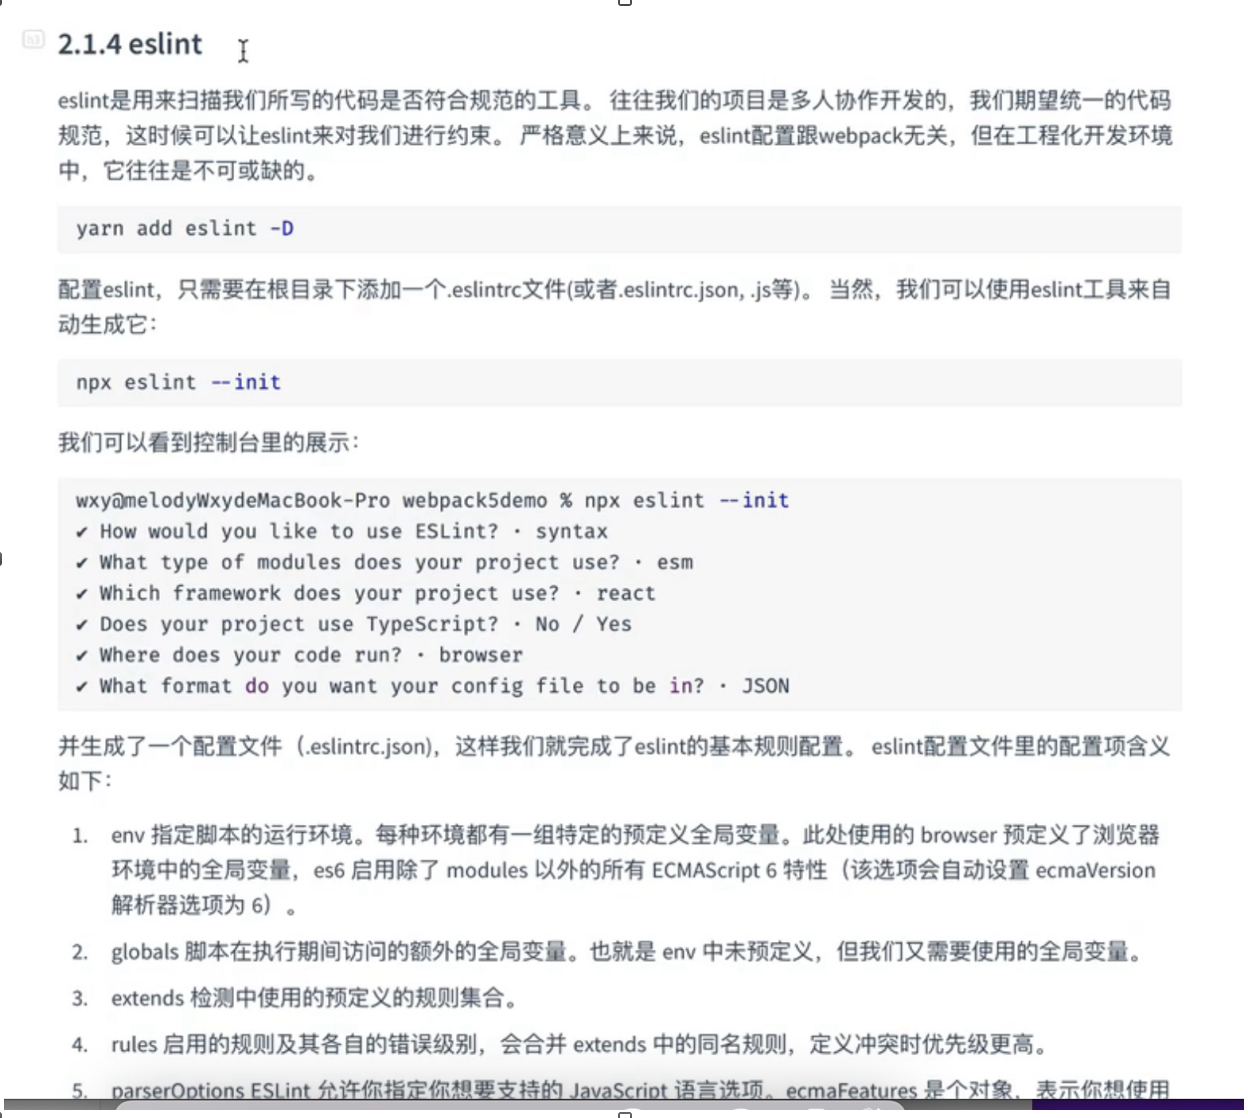 h3
2.1.4 eslint
eslint是用来扫描我们所写的代码是否符合规范的工具。 往往我们的项目是多人协作开发的，我们期望统一的代码
规范，这时候可以让eslint来对我们进行约束。 严格意义上来说，eslint配置跟webpack无关，但在工程化开发环境
中，它往往是不可或缺的。
yarn add eslint -D
配置eslint，只需要在根目录下添加一个.eslintrc文件(或者.eslintrc.json, .js等)。 当然，我们可以使用eslint工具来自
动生成它：
npx eslint --init
我们可以看到控制台里的展示：
wxy@melodyWxydeMacBook-Pro webpack5demo % npx eslint --init
✔ How would you like to use ESLint? · syntax
✔ What type of modules does your project use? · esm
✔ Which framework does your project use? · react
✔ Does your project use TypeScript? · No / Yes
✔ Where does your code run? · browser
✔ What format do you want your config file to be in? · JSON
并生成了一个配置文件（.eslintrc.json)，这样我们就完成了eslint的基本规则配置。 eslint配置文件里的配置项含义
如下：
1. env 指定脚本的运行环境。每种环境都有一组特定的预定义全局变量。此处使用的 browser 预定义了浏览器
环境中的全局变量，es6 启用除了 modules 以外的所有 ECMAScript 6 特性（该选项会自动设置 ecmaVersion
解析器选项为 6）。
2. globals 脚本在执行期间访问的额外的全局变量。也就是 env 中未预定义，但我们又需要使用的全局变量。
3. extends 检测中使用的预定义的规则集合。
4. rules 启用的规则及其各自的错误级别，会合并 extends 中的同名规则，定义冲突时优先级更高。
5. parserOptions ESLint 允许你指定你想要支持的 JavaScript 语言选项。ecmaFeatures 是个对象，表示你想使用